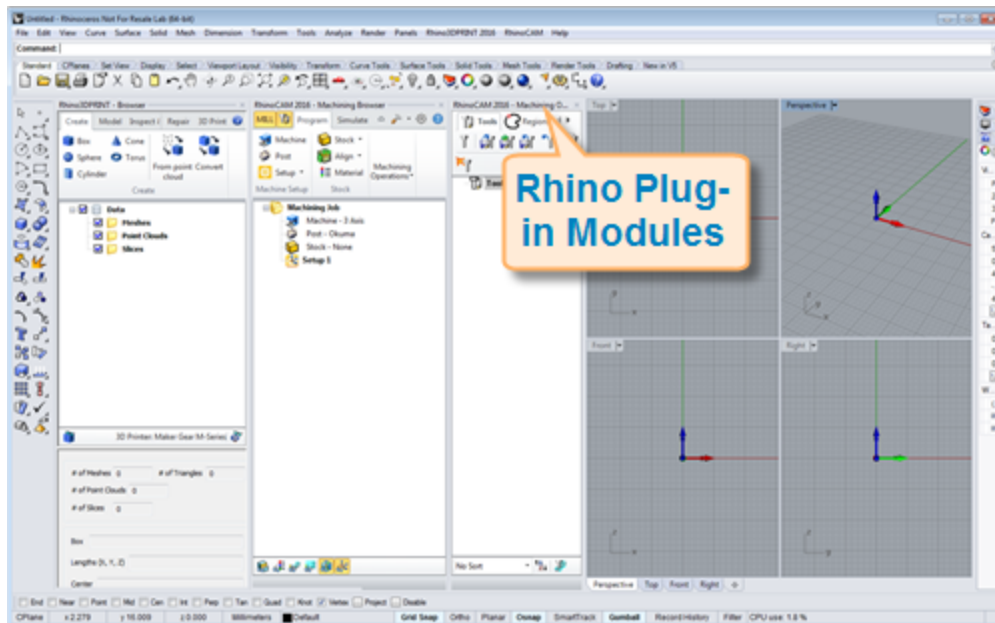 Untitled - Rhinoceros Not For Resale Lab (64-bit)
File Edit View Curve Surface Solid Mesh Dimension Transform Tools Analyze Render Panels Rhino3DPRINT 2016 RhinoCAM Help
Command:
Standard CPlanes Set View Display Select Viewport Layout Visibility Transform Curve Tools Surface Tools Solid Tools Mesh Tools Render Tools Drafting New in V5
Rhino3DPRINT - Browser
Create Model Inspect Repair 3D Print
Box Cone
Sphere Torus
Cylinder
From point cloud Convert
Create
Data
Meshes
Point Clouds
Slices
3D Printer: Maker Gear M-Series
# of Meshes 0 # of Triangles 0
# of Point Clouds 0
# of Slices 0
Box
Lengths (X, Y, Z)
Center
RhinoCAM 2016 - Machining Browser
MILL Program Simulate
Machine Stock
Post Align
Setup Material
Machining Operations
Machine Setup Stock
Machining Job
Machine - 3 Axis
Post - Okuma
Stock - None
Setup 1
RhinoCAM 2016 - Machining O...
Tools Region
No Sort
Rhino Plug-
in Modules
Top
Perspective
Front
Right
Perspective Top Front Right
End Near Point Mid Cen Int Perp Tan Quad Knot Vertex Project Disable
CPlane x 2.279 y 16.009 z 0.000 Millimeters Default Grid Snap Ortho Planar Osnap SmartTrack Gumball Record History Filter CPU use: 1.8 %